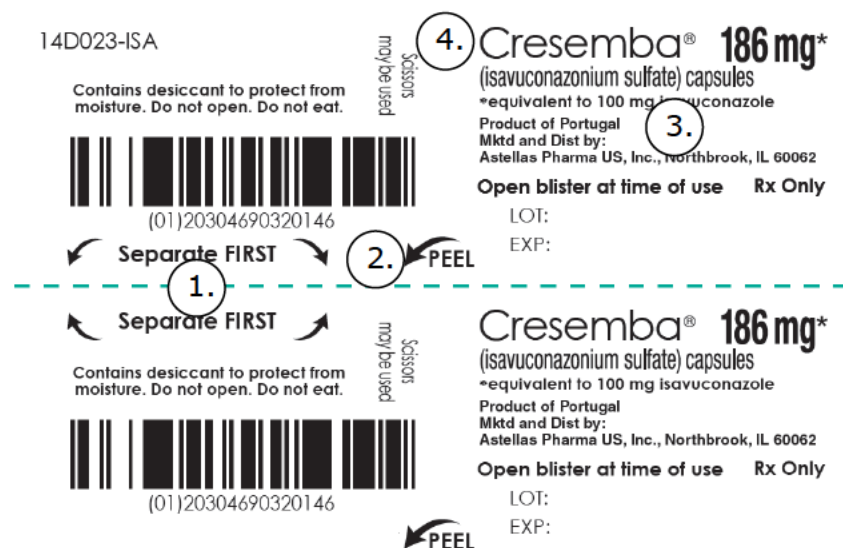 14D023-ISA
Contains desiccant to protect from
moisture. Do not open. Do not eat.
Scissors
may be used
(01)20304690320146
Separate FIRST
1.
2.
PEEL
4.
Cresemba® 186 mg*
(isavuconazonium sulfate) capsules
*equivalent to 100 mg isavuconazole
3.
Product of Portugal
Mktd and Dist by:
Astellas Pharma US, Inc., Northbrook, IL 60062
Open blister at time of use Rx Only
LOT:
EXP:
Separate FIRST
Contains desiccant to protect from
moisture. Do not open. Do not eat.
Scissors
may be used
(01)20304690320146
PEEL
Cresemba® 186 mg*
(isavuconazonium sulfate) capsules
*equivalent to 100 mg isavuconazole
Product of Portugal
Mktd and Dist by:
Astellas Pharma US, Inc., Northbrook, IL 60062
Open blister at time of use Rx Only
LOT:
EXP: